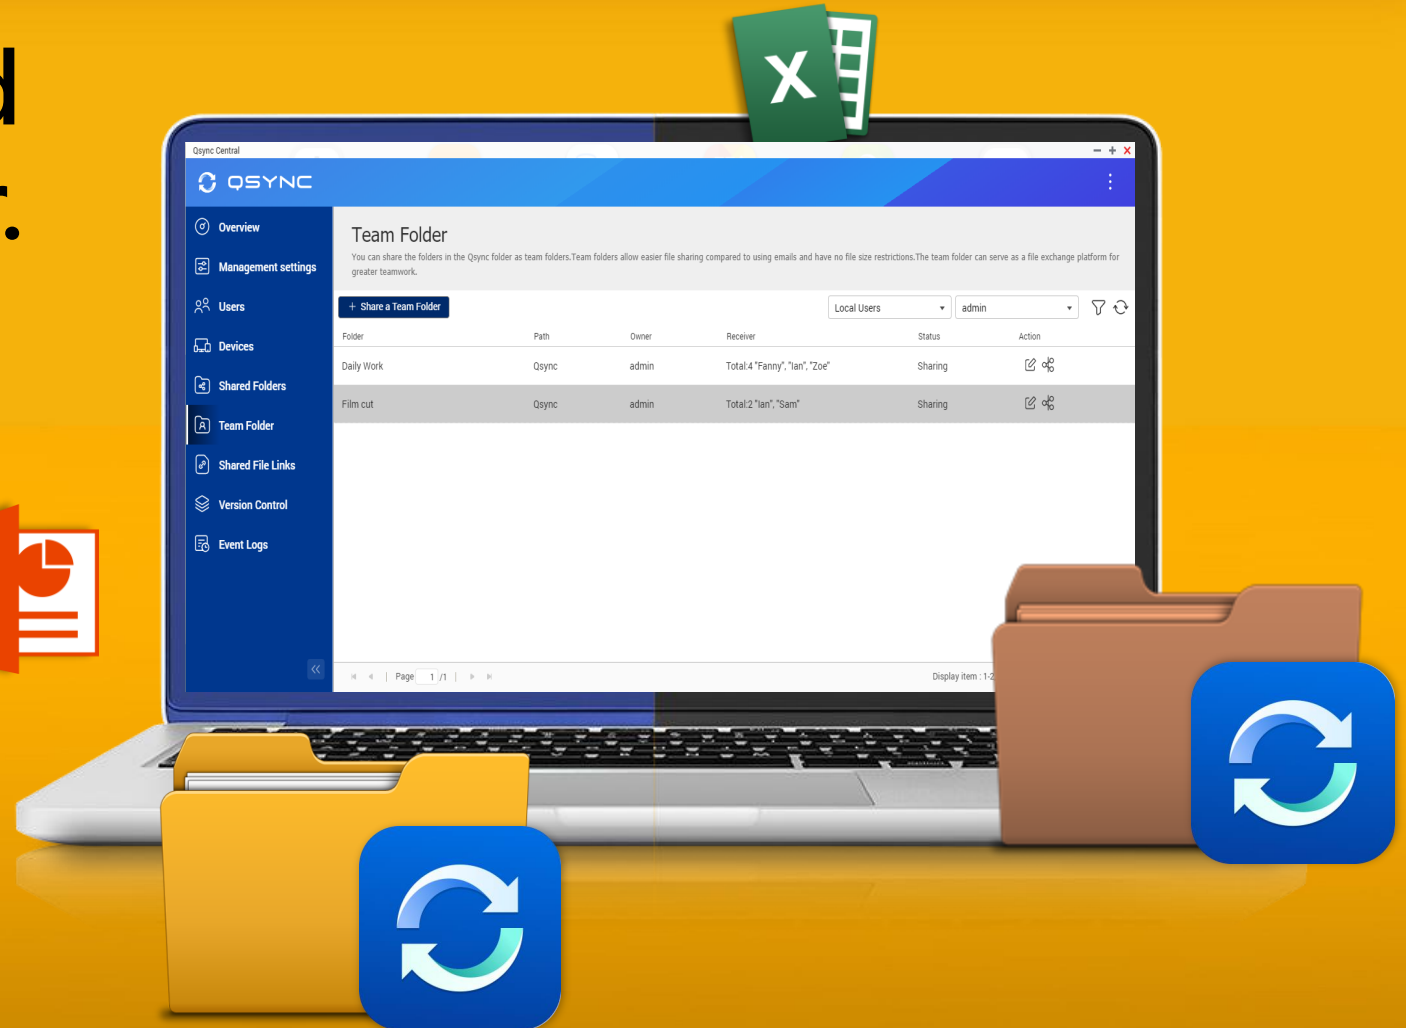 d
r.
X
Qsync Central
QSYNC
Overview
Management settings
Users
Devices
Shared Folders
Team Folder
Shared File Links
Version Control
Event Logs
Team Folder
You can share the folders in the Qsync folder as team folders.Team folders allow easier file sharing compared to using emails and have no file size restrictions.The team folder can serve as a file exchange platform for
greater teamwork.
+ Share a Team Folder
Local Users
admin
Folder Path Owner Receiver Status Action
Daily Work Qsync admin Total:4 "Fanny", "Ian", "Zoe" Sharing
Film cut Qsync admin Total:2 "Ian", "Sam" Sharing
Page 1 /1
Display item : 1-2